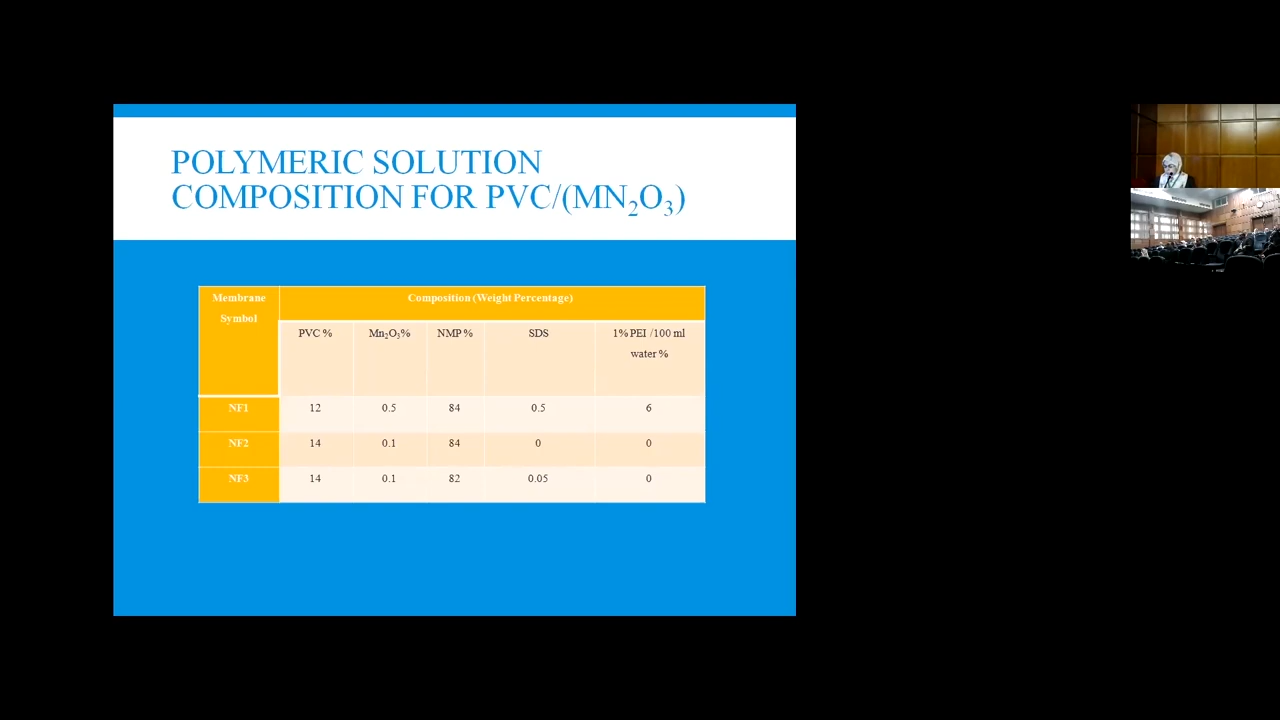 POLYMERIC SOLUTION
COMPOSITION FOR PVC/(MN₂O₃)
Membrane Symbol Composition (Weight Percentage)
PVC % Mn₂O₃% NMP % SDS 1% PEI /100 ml water %
NF1 12 0.5 84 0.5 6
NF2 14 0.1 84 0 0
NF3 14 0.1 82 0.05 0